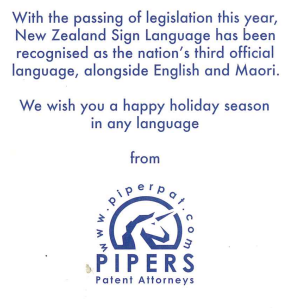 With the passing of legislation this year,
New Zealand Sign Language has been
recognised as the nation's third official
language, alongside English and Maori.
We wish you a happy holiday season
in any language
from
www.piperpat.com
PIPERS
Patent Attorneys